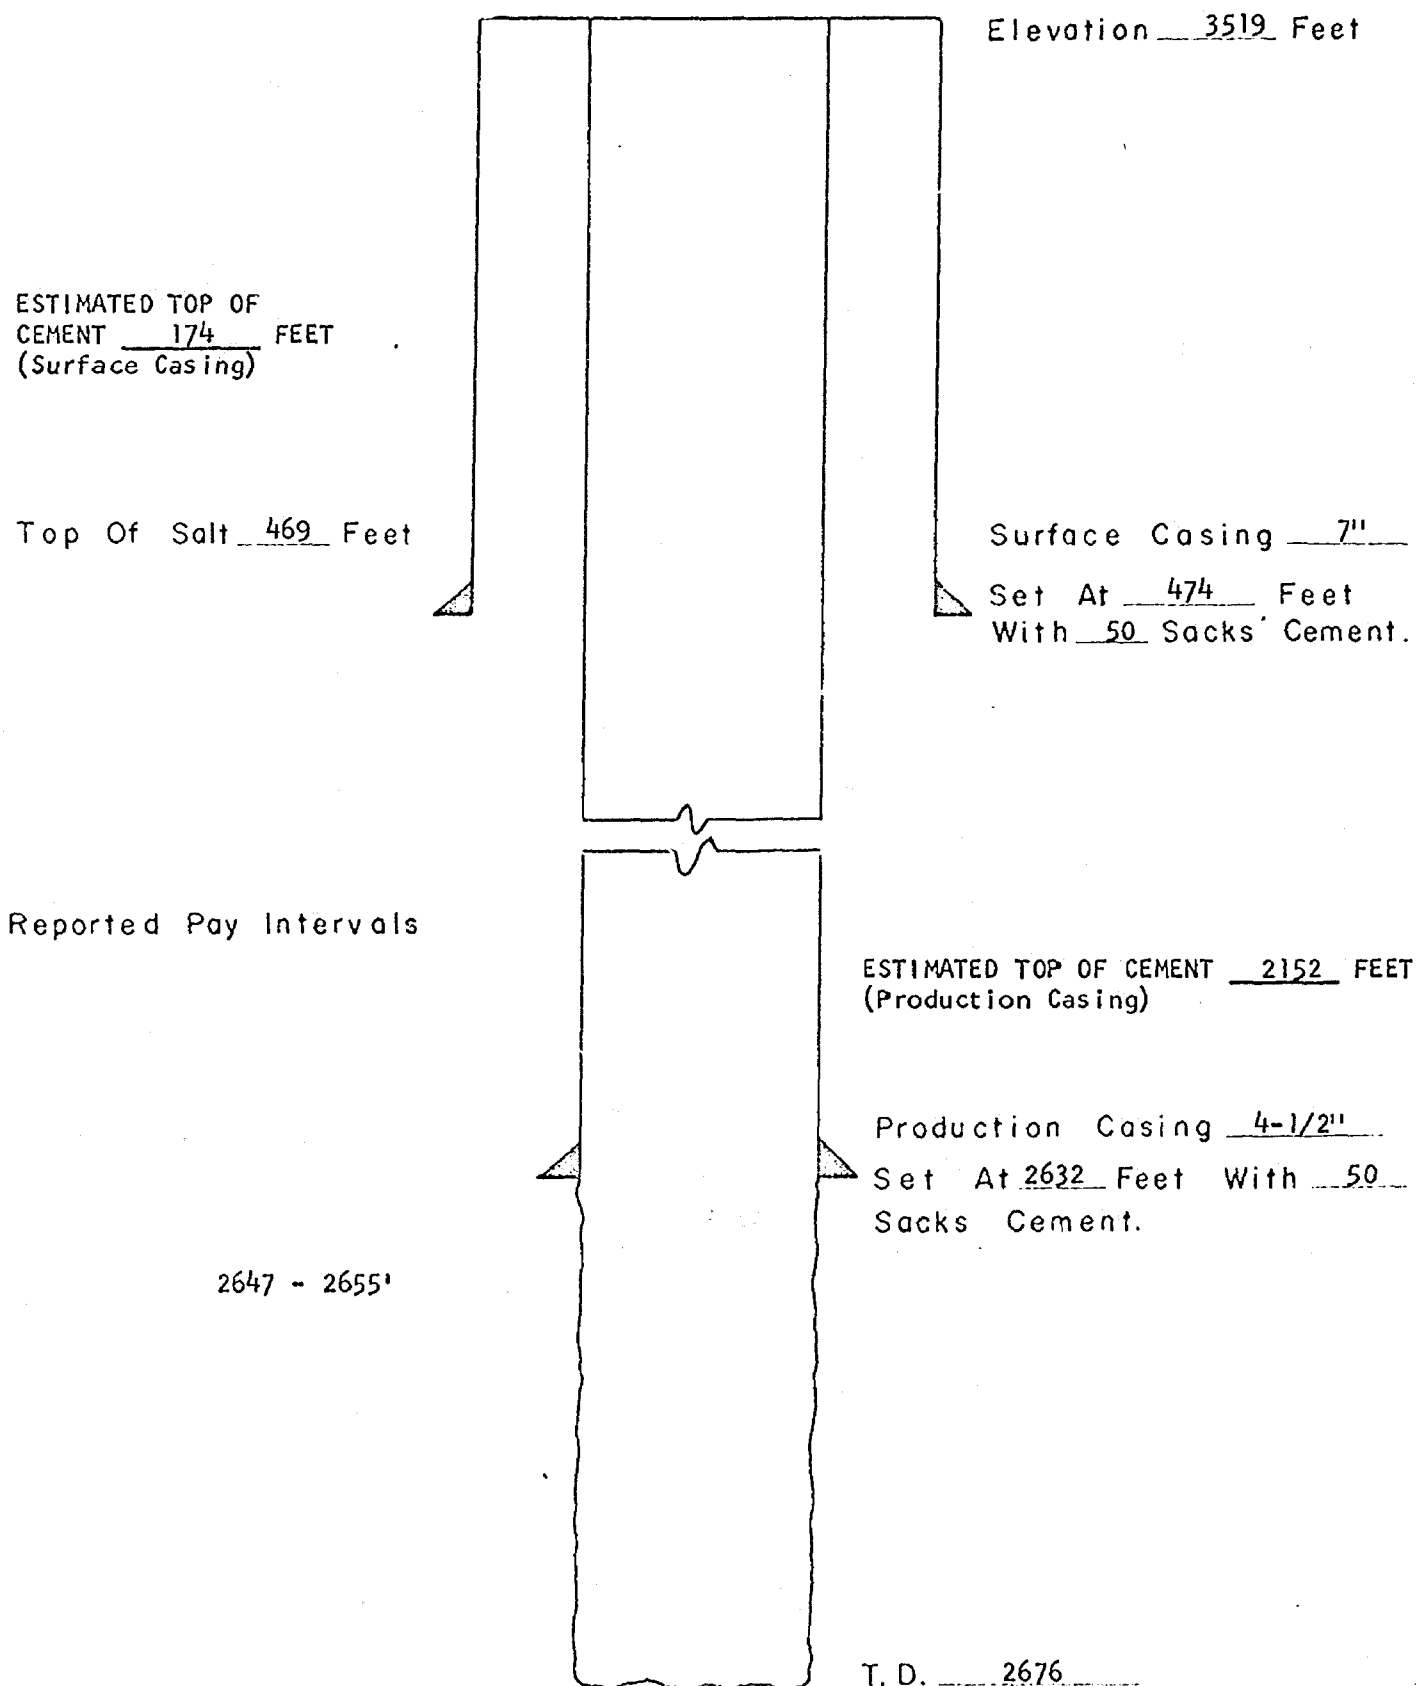 Elevation 3519 Feet
ESTIMATED TOP OF
CEMENT 174 FEET
(Surface Casing)
Top Of Salt 469 Feet
Surface Casing 7"
Set At 474 Feet
With 50 Sacks Cement.
Reported Pay Intervals
ESTIMATED TOP OF CEMENT 2152 FEET
(Production Casing)
Production Casing 4-1/2"
Set At 2632 Feet With 50
Sacks Cement.
2647 - 2655'
T. D. 2676